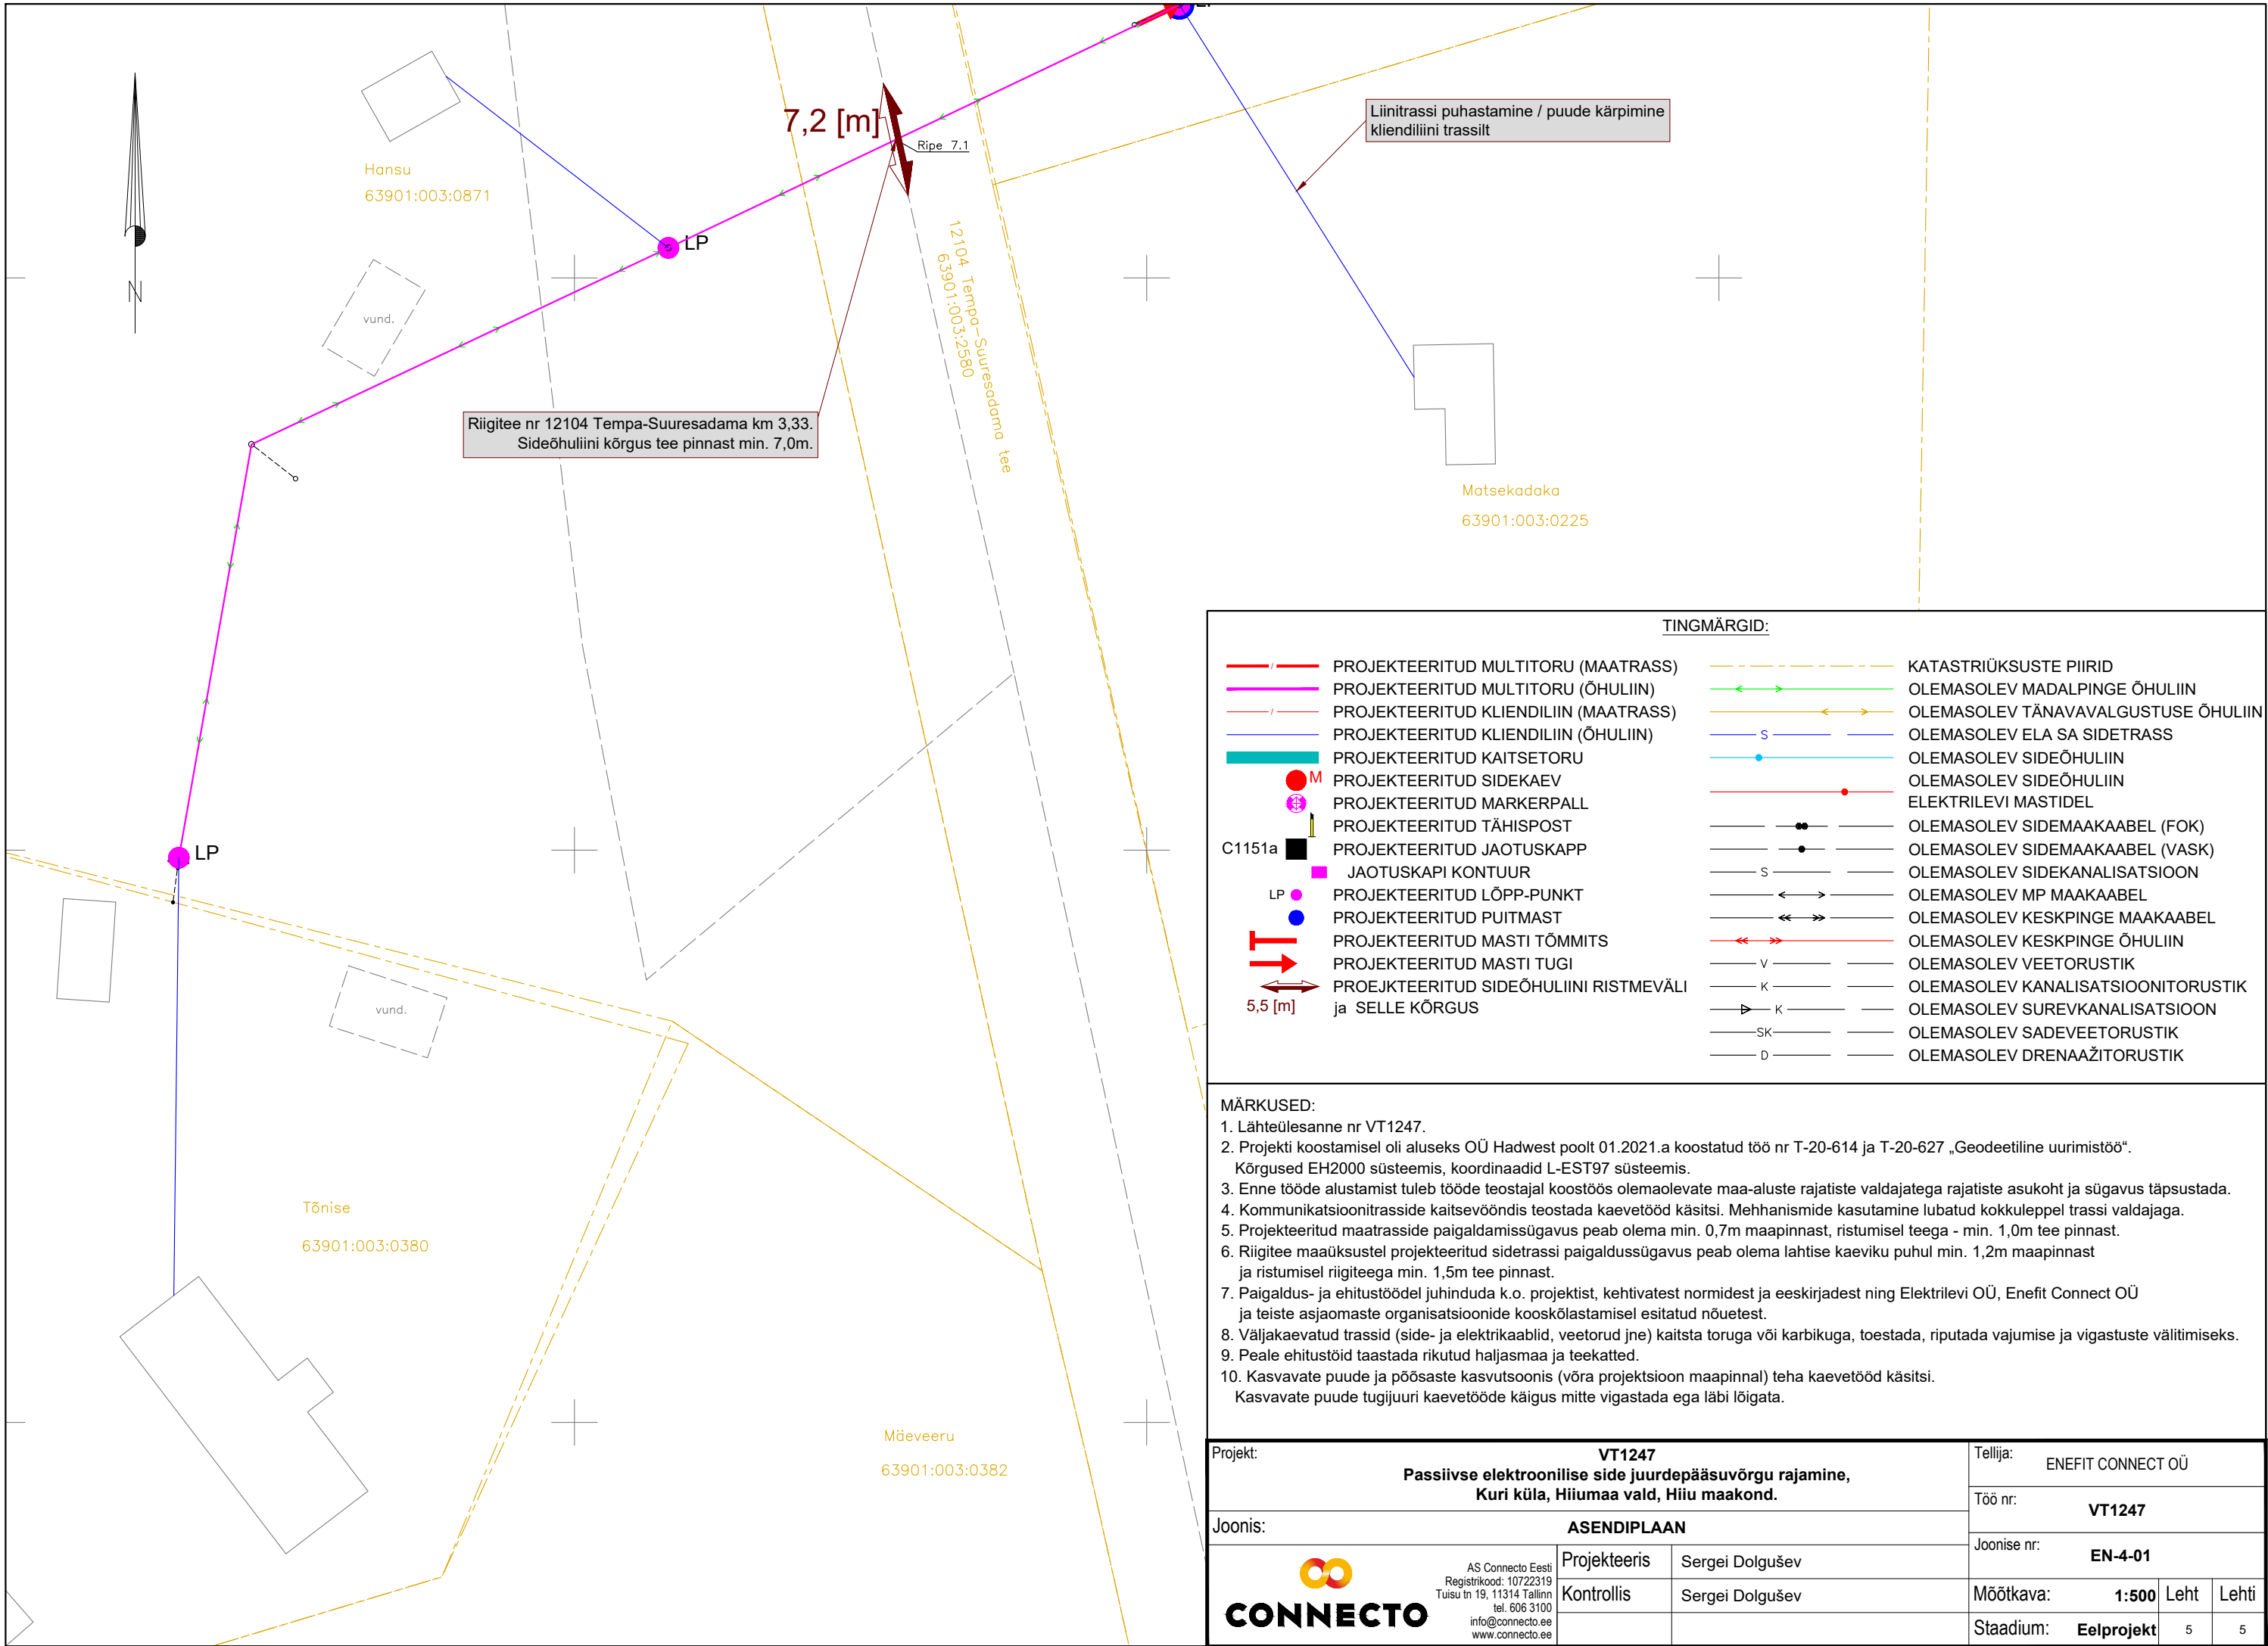 7,2 [m]
Ripe 7.1
Liinitrassi puhastamine / puude kärpimine
kliendiliini trassilt
Hansu
63901:003:0871
N
LP
vund.
12104 Tempa-Suuresadama tee
63901:003:2580
Riigitee nr 12104 Tempa-Suuresadama km 3,33.
Sideõhuliini kõrgus tee pinnast min. 7,0m.
Matsekadaka
63901:003:0225
LP
vund.
Tõnise
63901:003:0380
Mäeveeru
63901:003:0382
TINGMÄRGID:
PROJEKTEERITUD MULTITORU (MAATRASS)
PROJEKTEERITUD MULTITORU (ÕHULIIN)
PROJEKTEERITUD KLIENDILIIN (MAATRASS)
PROJEKTEERITUD KLIENDILIIN (ÕHULIIN)
PROJEKTEERITUD KAITSETORU
M PROJEKTEERITUD SIDEKAEV
PROJEKTEERITUD MARKERPALL
PROJEKTEERITUD TÄHISPOST
C1151a PROJEKTEERITUD JAOTUSKAPP
JAOTUSKAPI KONTUUR
LP PROJEKTEERITUD LÕPP-PUNKT
PROJEKTEERITUD PUITMAST
PROJEKTEERITUD MASTI TÕMMITS
PROJEKTEERITUD MASTI TUGI
PROEJKTEERITUD SIDEÕHULIINI RISTMEVÄLI
5,5 [m] ja SELLE KÕRGUS
KATASTRIÜKSUSTE PIIRID
OLEMASOLEV MADALPINGE ÕHULIIN
OLEMASOLEV TÄNAVAVALGUSTUSE ÕHULIIN
S OLEMASOLEV ELA SA SIDETRASS
OLEMASOLEV SIDEÕHULIIN
OLEMASOLEV SIDEÕHULIIN
ELEKTRILEVI MASTIDEL
OLEMASOLEV SIDEMAAKAABEL (FOK)
OLEMASOLEV SIDEMAAKAABEL (VASK)
S OLEMASOLEV SIDEKANALISATSIOON
OLEMASOLEV MP MAAKAABEL
OLEMASOLEV KESKPINGE MAAKAABEL
OLEMASOLEV KESKPINGE ÕHULIIN
V OLEMASOLEV VEETORUSTIK
K OLEMASOLEV KANALISATSIOONITORUSTIK
K OLEMASOLEV SUREVKANALISATSIOON
SK OLEMASOLEV SADEVEETORUSTIK
D OLEMASOLEV DRENAAŽITORUSTIK
MÄRKUSED:
1. Lähteülesanne nr VT1247.
2. Projekti koostamisel oli aluseks OÜ Hadwest poolt 01.2021.a koostatud töö nr T-20-614 ja T-20-627 „Geodeetiline uurimistöö“.
Kõrgused EH2000 süsteemis, koordinaadid L-EST97 süsteemis.
3. Enne tööde alustamist tuleb tööde teostajal koostöös olemaolevate maa-aluste rajatiste valdajatega rajatiste asukoht ja sügavus täpsustada.
4. Kommunikatsioonitrasside kaitsevööndis teostada kaevetööd käsitsi. Mehhanismide kasutamine lubatud kokkuleppel trassi valdajaga.
5. Projekteeritud maatrasside paigaldamissügavus peab olema min. 0,7m maapinnast, ristumisel teega - min. 1,0m tee pinnast.
6. Riigitee maaüksustel projekteeritud sidetrassi paigaldussügavus peab olema lahtise kaeviku puhul min. 1,2m maapinnast
ja ristumisel riigiteega min. 1,5m tee pinnast.
7. Paigaldus- ja ehitustöödel juhinduda k.o. projektist, kehtivatest normidest ja eeskirjadest ning Elektrilevi OÜ, Enefit Connect OÜ
ja teiste asjaomaste organisatsioonide kooskõlastamisel esitatud nõuetest.
8. Väljakaevatud trassid (side- ja elektrikaablid, veetorud jne) kaitsta toruga või karbikuga, toestada, riputada vajumise ja vigastuste välitimiseks.
9. Peale ehitustöid taastada rikutud haljasmaa ja teekatted.
10. Kasvavate puude ja põõsaste kasvutsoonis (võra projektsioon maapinnal) teha kaevetööd käsitsi.
Kasvavate puude tugijuuri kaevetööde käigus mitte vigastada ega läbi lõigata.
Projekt: VT1247
Passiivse elektroonilise side juurdepääsuvõrgu rajamine,
Kuri küla, Hiiumaa vald, Hiiu maakond.
Joonis: ASENDIPLAAN
CONNECTO
AS Connecto Eesti
Registrikood: 10722319
Tuisu tn 19, 11314 Tallinn
tel. 606 3100
info@connecto.ee
www.connecto.ee
Projekteeris Sergei Dolgušev
Kontrollis Sergei Dolgušev
Tellija: ENEFIT CONNECT OÜ
Töö nr: VT1247
Joonise nr: EN-4-01
Mõõtkava: 1:500 Leht Lehti
Staadium: Eelprojekt 5 5